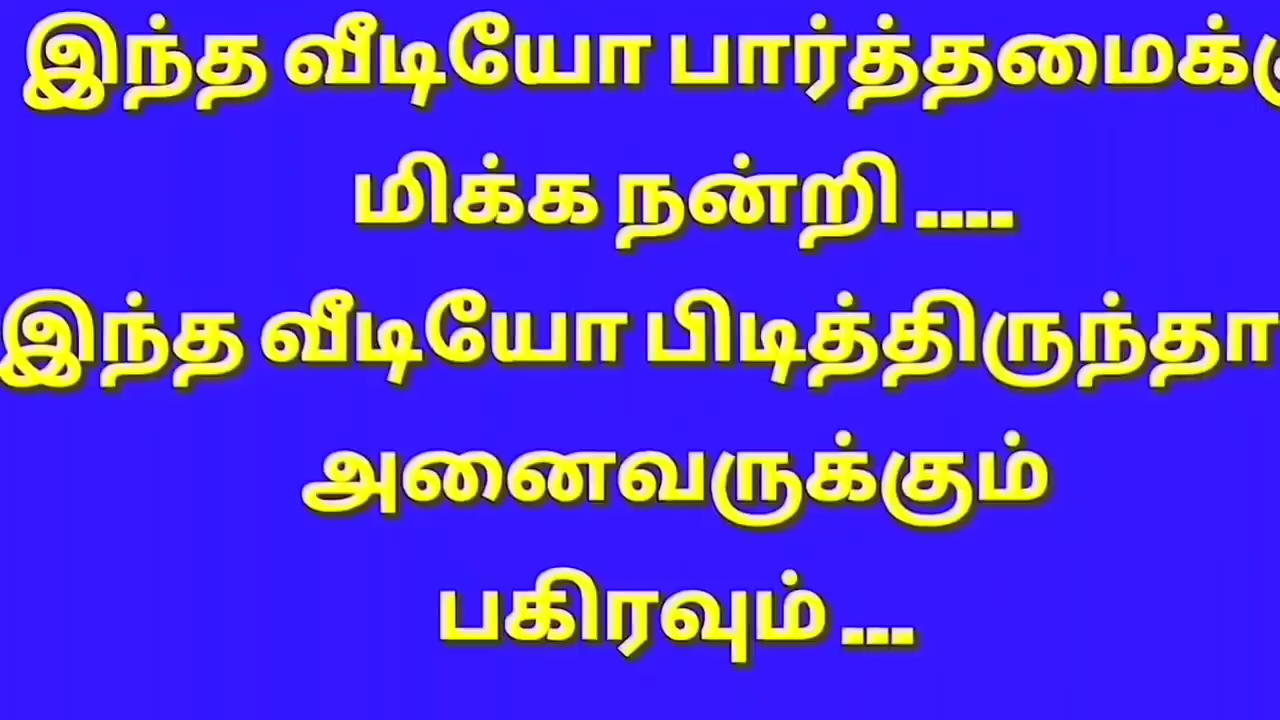 இந்த வீடியோ பார்த்தமைக்கு
மிக்க நன்றி ....
இந்த வீடியோ பிடித்திருந்தா
அனைவருக்கும்
பகிரவும் ...